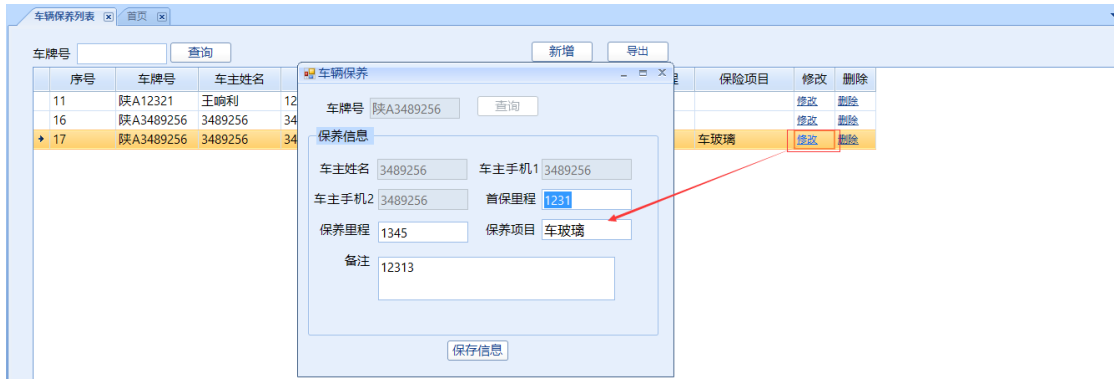 车辆保养列表 首页
车牌号 查询 新增 导出
序号 车牌号 车主姓名 保险项目 修改 删除
11 陕A12321 王响利 12 修改 删除
16 陕A3489256 3489256 34 修改 删除
17 陕A3489256 3489256 34 车玻璃 修改 删除
车辆保养
车牌号 陕A3489256 查询
保养信息
车主姓名 3489256 车主手机1 3489256
车主手机2 3489256 首保里程 1231
保养里程 1345 保养项目 车玻璃
备注 12313
保存信息